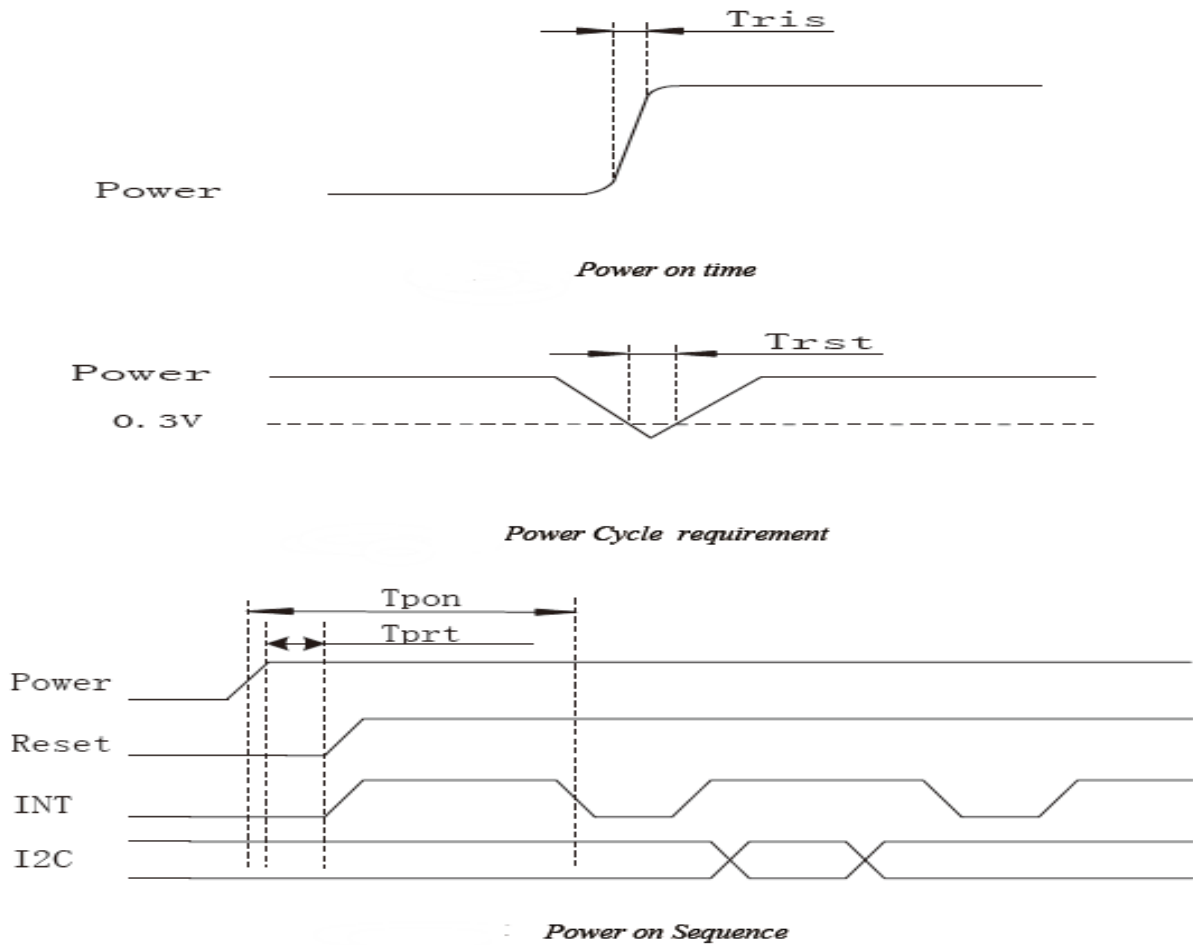 Tris
Power
Power on time
Trst
Power
0.3V
Power Cycle requirement
Tpon
Tprt
Power
Reset
INT
I2C
Power on Sequence